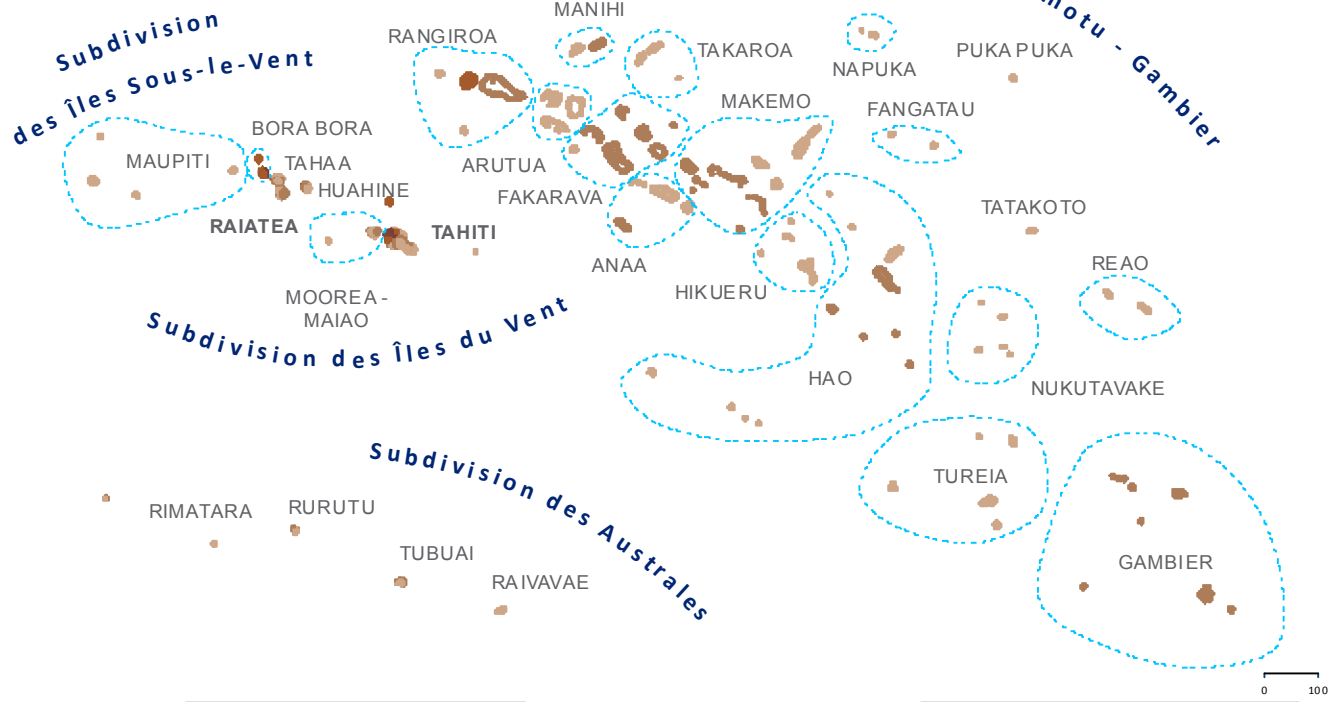 MANIHI
Subdivision
des Îles Sous-le-Vent
RANGIROA
TAKAROA
NAPUKA
PUKA PUKA
- Gambier
MAKEMO
FANGATAU
BORA BORA
MAUPITI
TAHAA
ARUTUA
HUAHINE
FAKARAVA
TATAKOTO
RAIATEA
TAHITI
ANAA
REAO
HIKUERU
MOOREA -
MAIAO
Subdivision des Îles du Vent
HAO
NUKUTAVAKE
Subdivision des Australes
TUREIA
RIMATARA
RURUTU
TUBUAI
RAIVAVAE
GAMBIER
0 100